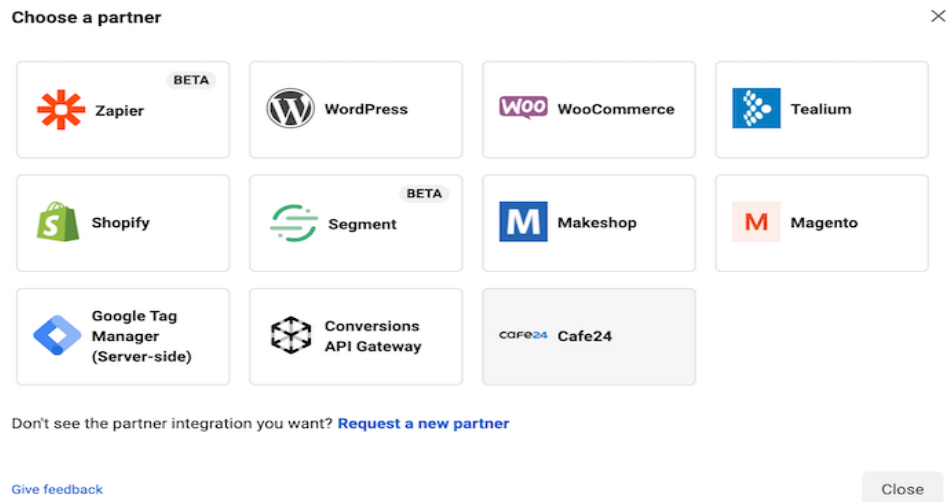 Choose a partner
BETA
Zapier
WordPress
Woo WooCommerce
Tealium
Shopify
BETA
Segment
M Makeshop
M Magento
Google Tag
Manager
(Server-side)
Conversions
API Gateway
cafe24 Cafe24
Don't see the partner integration you want? Request a new partner
Give feedback
Close